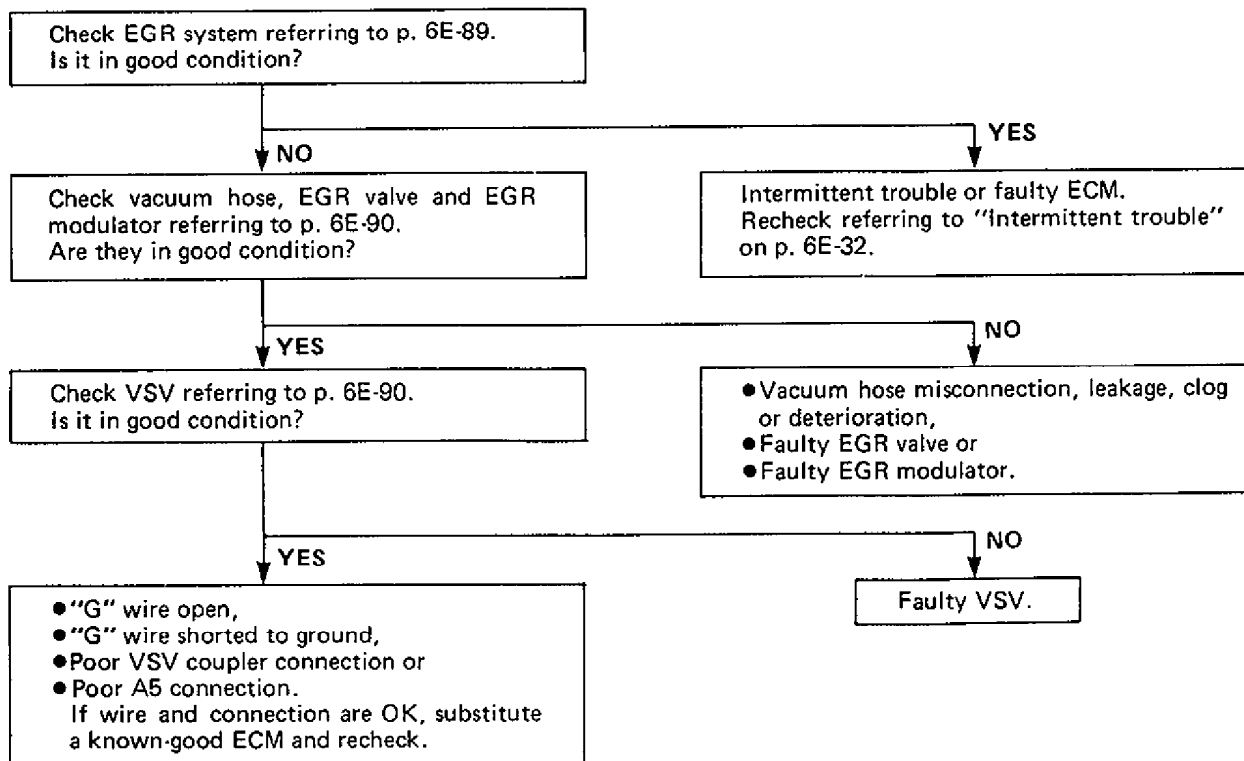 Check EGR system referring to p. 6E-89.
Is it in good condition?
YES
NO
Check vacuum hose, EGR valve and EGR
modulator referring to p. 6E-90.
Are they in good condition?
Intermittent trouble or faulty ECM.
Recheck referring to "Intermittent trouble"
on p. 6E-32.
NO
YES
Check VSV referring to p. 6E-90.
Is it in good condition?
●Vacuum hose misconnection, leakage, clog
or deterioration,
●Faulty EGR valve or
●Faulty EGR modulator.
YES
NO
●"G" wire open,
●"G" wire shorted to ground,
●Poor VSV coupler connection or
●Poor A5 connection.
If wire and connection are OK, substitute
a known-good ECM and recheck.
Faulty VSV.